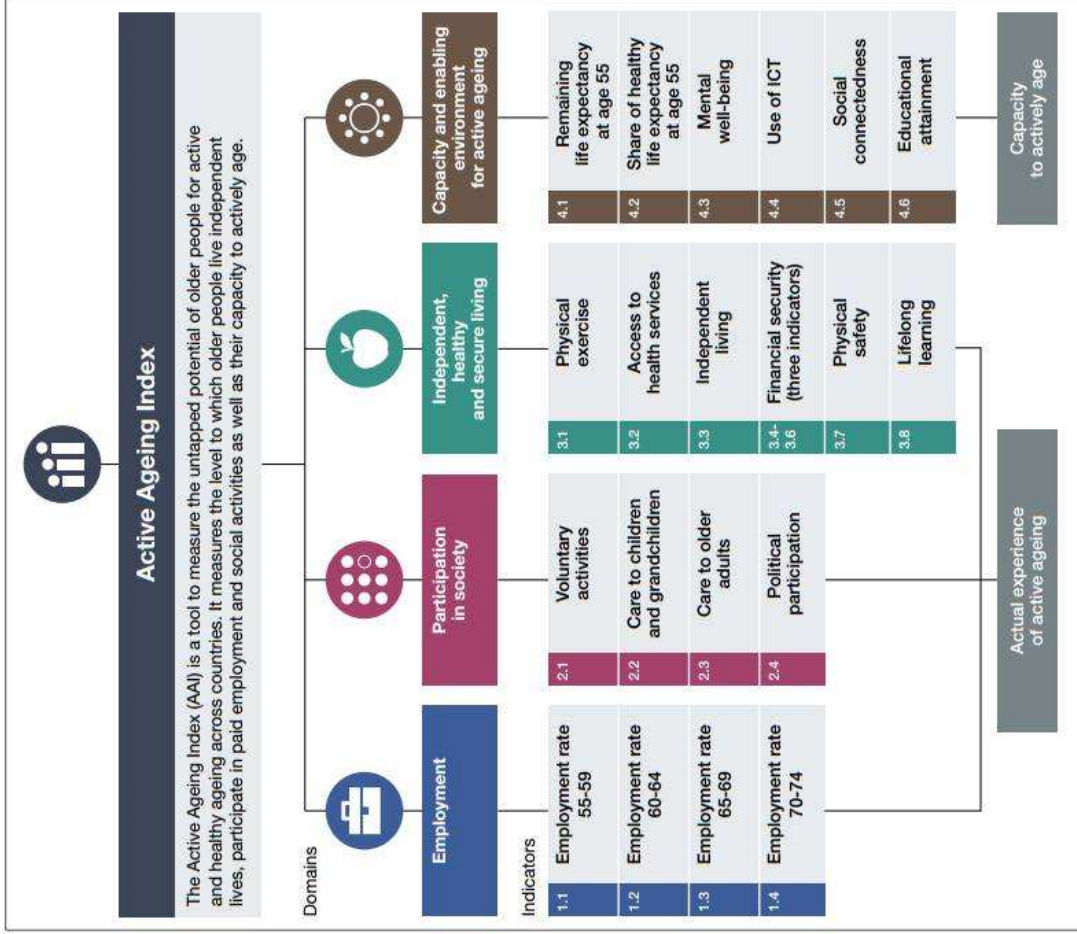 Active Ageing Index
The Active Ageing Index (AAI) is a tool to measure the untapped potential of older people for active
and healthy ageing across countries. It measures the level to which older people live independent
lives, participate in paid employment and social activities as well as their capacity to actively age.
Domains
Employment
Participation
in society
Independent,
healthy
and secure living
Capacity and enabling
environment
for active ageing
Indicators
1.1
Employment rate
55-59
1.2
Employment rate
60-64
1.3
Employment rate
65-69
1.4
Employment rate
70-74
2.1
Voluntary
activities
2.2
Care to children
and grandchildren
2.3
Care to older
adults
2.4
Political
participation
3.1
Physical
exercise
3.2
Access to
health services
3.3
Independent
living
3.4-
3.6
Financial security
(three indicators)
3.7
Physical
safety
3.8
Lifelong
learning
4.1
Remaining
life expectancy
at age 55
4.2
Share of healthy
life expectancy
at age 55
4.3
Mental
well-being
4.4
Use of ICT
4.5
Social
connectedness
4.6
Educational
attainment
Actual experience
of active ageing
Capacity
to actively age